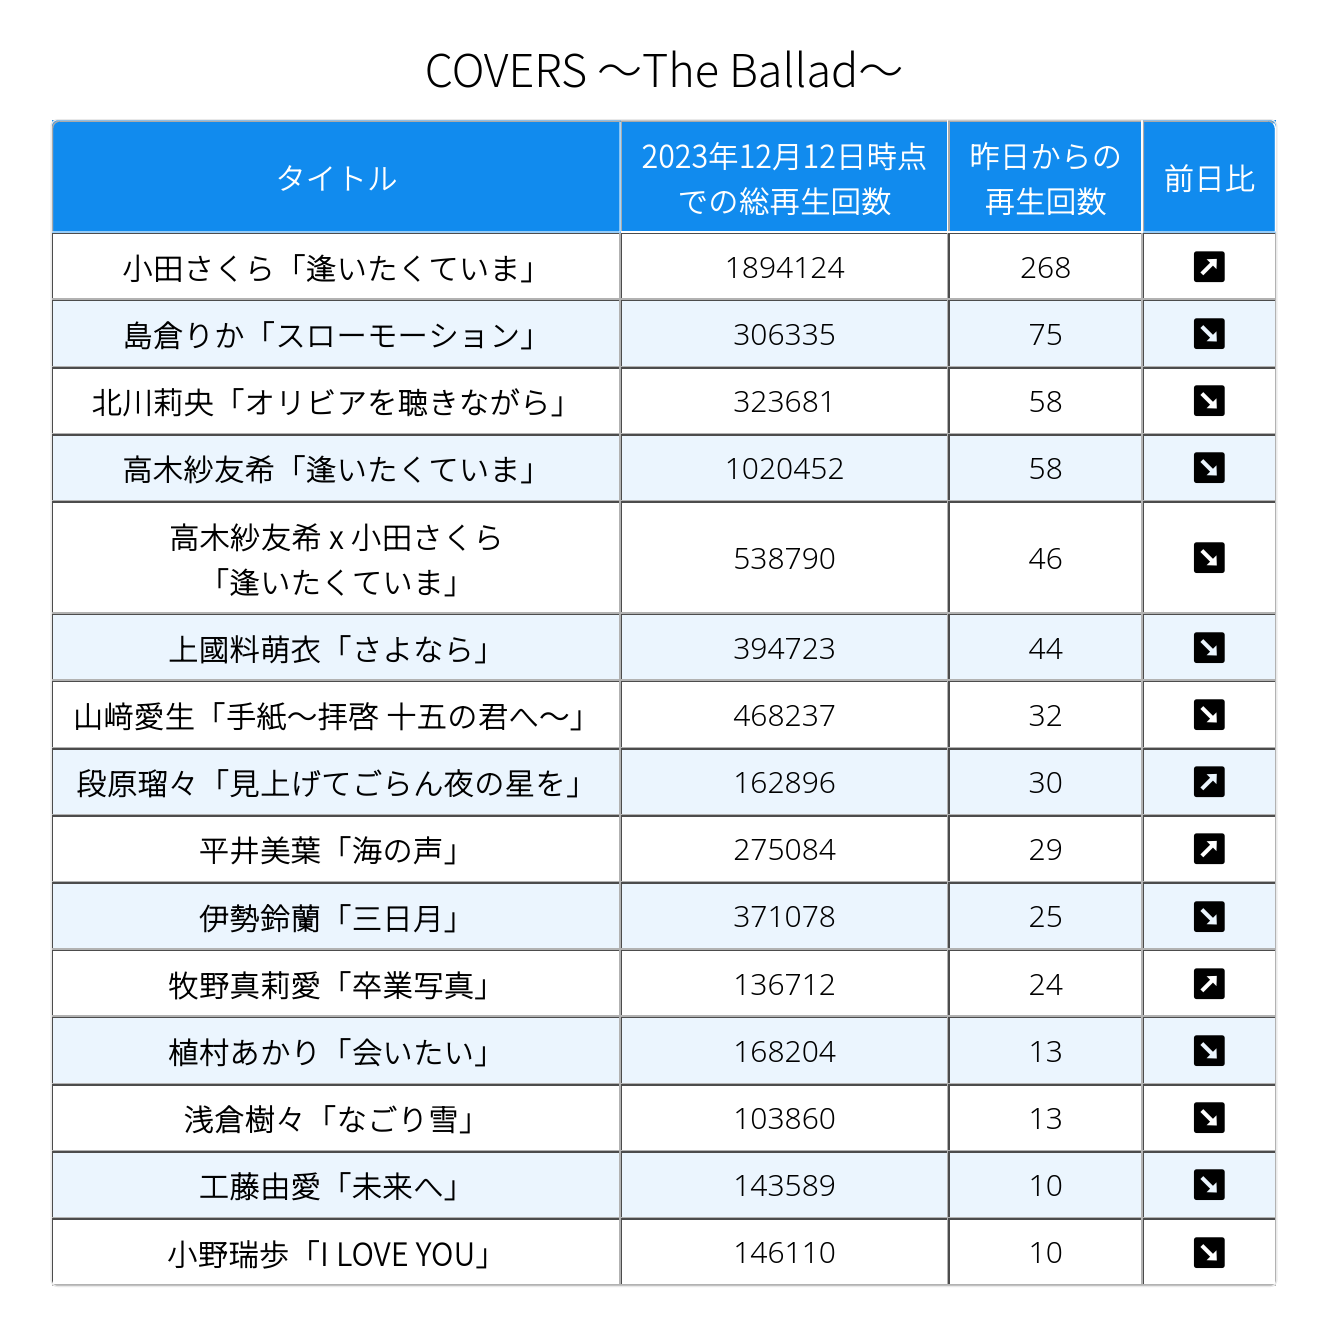 COVERS ～The Ballad～
タイトル
2023年12月12日時点
での総再生回数
昨日からの
再生回数
前日比
小田さくら「逢いたくていま」 1894124 268 ↗
島倉りか「スローモーション」 306335 75 ↘
北川莉央「オリビアを聴きながら」 323681 58 ↘
高木紗友希「逢いたくていま」 1020452 58 ↘
高木紗友希 x 小田さくら
「逢いたくていま」 538790 46 ↘
上國料萌衣「さよなら」 394723 44 ↘
山﨑愛生「手紙～拝啓 十五の君へ～」 468237 32 ↘
段原瑠々「見上げてごらん夜の星を」 162896 30 ↗
平井美葉「海の声」 275084 29 ↗
伊勢鈴蘭「三日月」 371078 25 ↘
牧野真莉愛「卒業写真」 136712 24 ↗
植村あかり「会いたい」 168204 13 ↘
浅倉樹々「なごり雪」 103860 13 ↘
工藤由愛「未来へ」 143589 10 ↘
小野瑞歩「I LOVE YOU」 146110 10 ↘